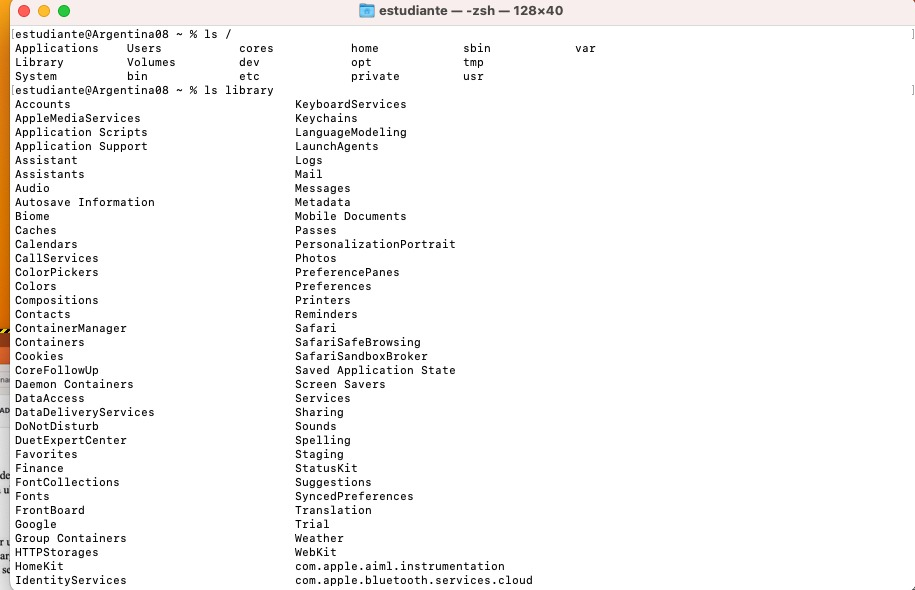 estudiante — -zsh — 128×40
[estudiante@Argentina08 ~ % ls / ]
Applications Users cores home sbin var
Library Volumes dev opt tmp
System bin etc private usr
[estudiante@Argentina08 ~ % ls library ]
Accounts KeyboardServices
AppleMediaServices Keychains
Application Scripts LanguageModeling
Application Support LaunchAgents
Assistant Logs
Assistants Mail
Audio Messages
Autosave Information Metadata
Biome Mobile Documents
Caches Passes
Calendars PersonalizationPortrait
CallServices Photos
ColorPickers PreferencePanes
Colors Preferences
Compositions Printers
Contacts Reminders
ContainerManager Safari
Containers SafariSafeBrowsing
Cookies SafariSandboxBroker
CoreFollowUp Saved Application State
Daemon Containers Screen Savers
DataAccess Services
DataDeliveryServices Sharing
DoNotDisturb Sounds
DuetExpertCenter Spelling
Favorites Staging
Finance StatusKit
FontCollections Suggestions
Fonts SyncedPreferences
FrontBoard Translation
Google Trial
Group Containers Weather
HTTPStorages WebKit
HomeKit com.apple.aiml.instrumentation
IdentityServices com.apple.bluetooth.services.cloud